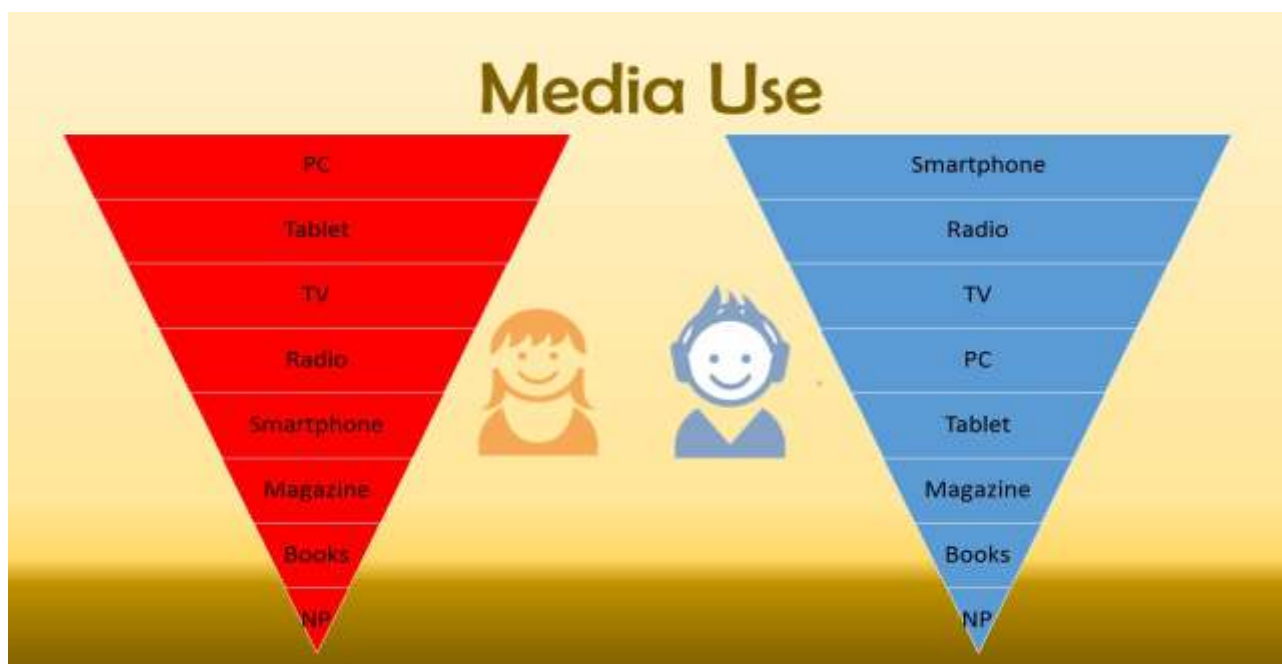 Media Use
PC
Tablet
TV
Radio
Smartphone
Magazine
Books
NP
Smartphone
Radio
TV
PC
Tablet
Magazine
Books
NP